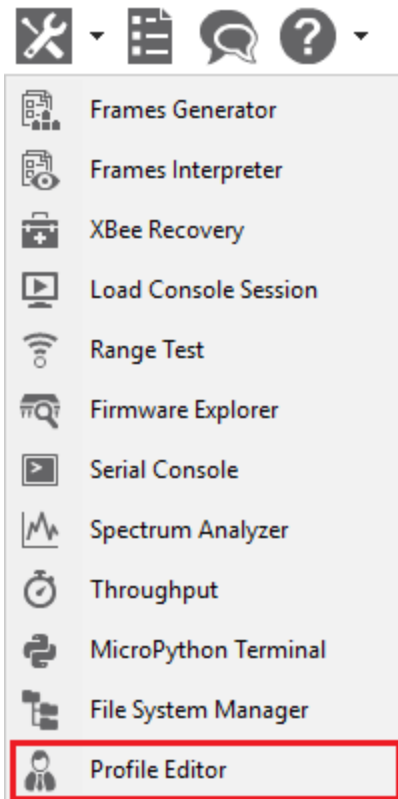 Frames Generator
Frames Interpreter
XBee Recovery
Load Console Session
Range Test
Firmware Explorer
Serial Console
Spectrum Analyzer
Throughput
MicroPython Terminal
File System Manager
Profile Editor